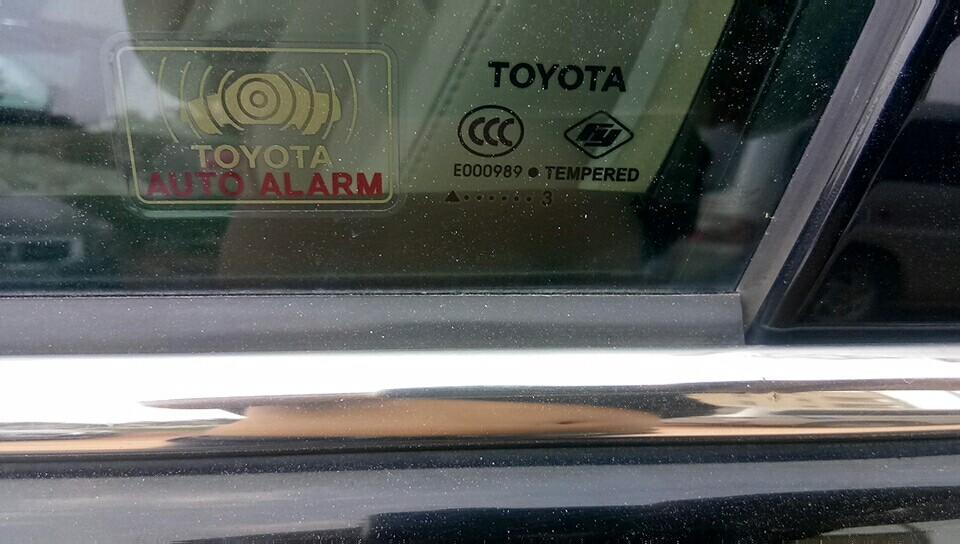 TOYOTA
AUTO ALARM
TOYOTA
CCC
E000989 ● TEMPERED
▲ • • • • • • 3